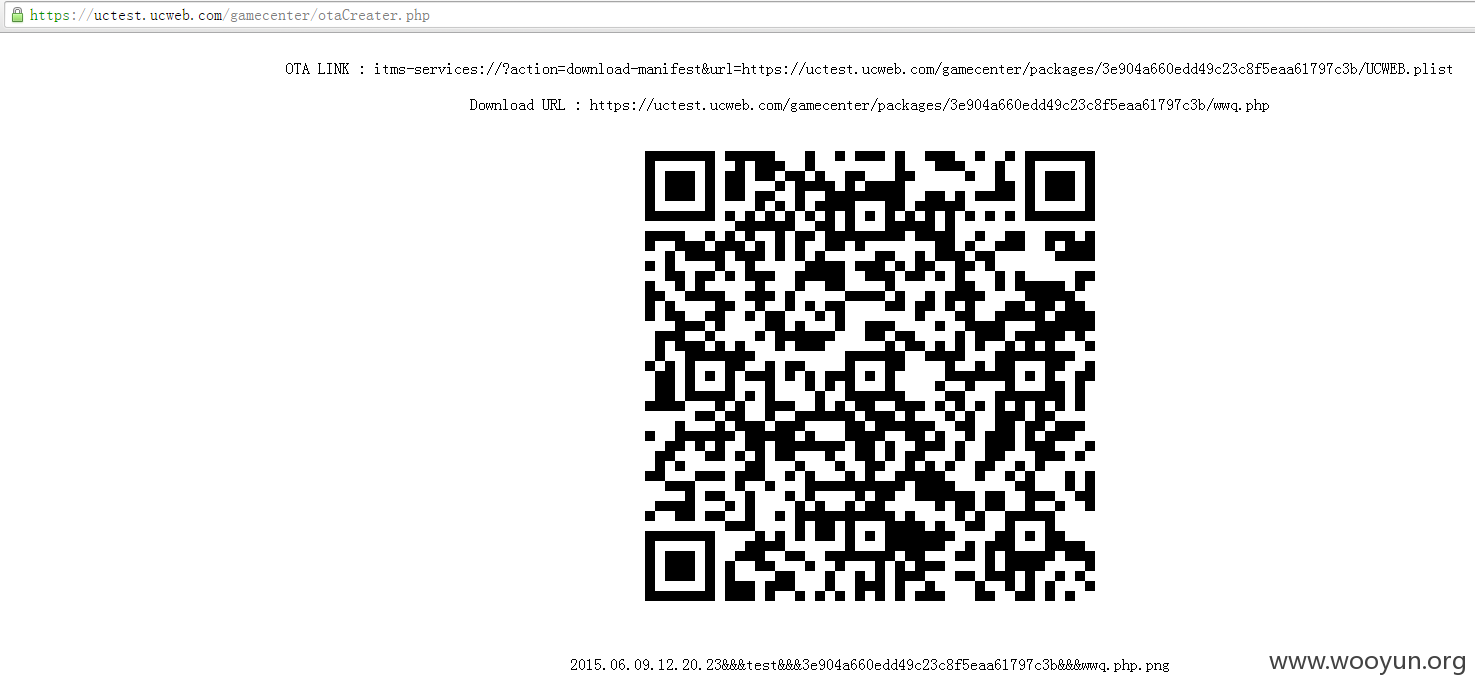 https://uctest.ucweb.com/gamecenter/otaCreater.php
OTA LINK : itms-services://?action=download-manifest&url=https://uctest.ucweb.com/gamecenter/packages/3e904a660edd49c23c8f5eaa61797c3b/UCWEB.plist
Download URL : https://uctest.ucweb.com/gamecenter/packages/3e904a660edd49c23c8f5eaa61797c3b/wwq.php
2015.06.09.12.20.23&&&test&&&3e904a660edd49c23c8f5eaa61797c3b&&&wwq.php.png
www.wooyun.org